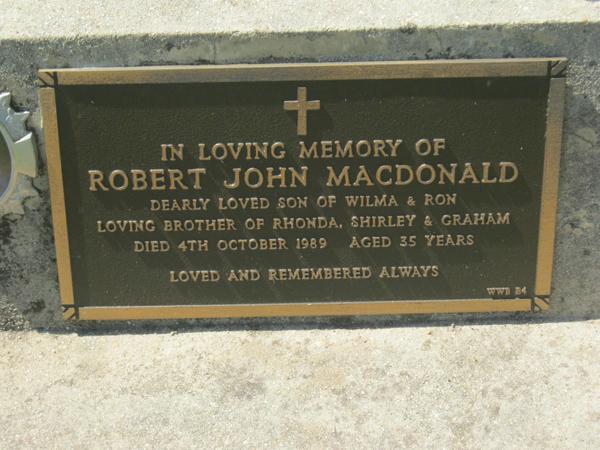 IN LOVING MEMORY OF
ROBERT JOHN MACDONALD
DEARLY LOVED SON OF WILMA & RON
LOVING BROTHER OF RHONDA, SHIRLEY & GRAHAM
DIED 4TH OCTOBER 1989 AGED 35 YEARS
LOVED AND REMEMBERED ALWAYS
WWB B4